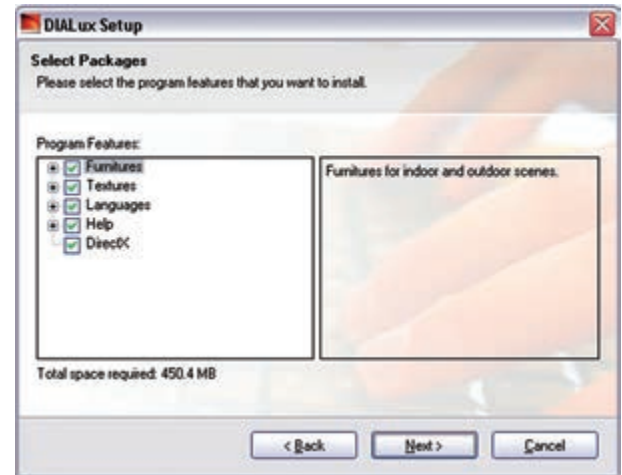 DIALux Setup
Select Packages
Please select the program features that you want to install.
Program Features:
Furnitures
Textures
Languages
Help
DirectX
Furnitures for indoor and outdoor scenes.
Total space required: 450.4 MB
< Back
Next >
Cancel